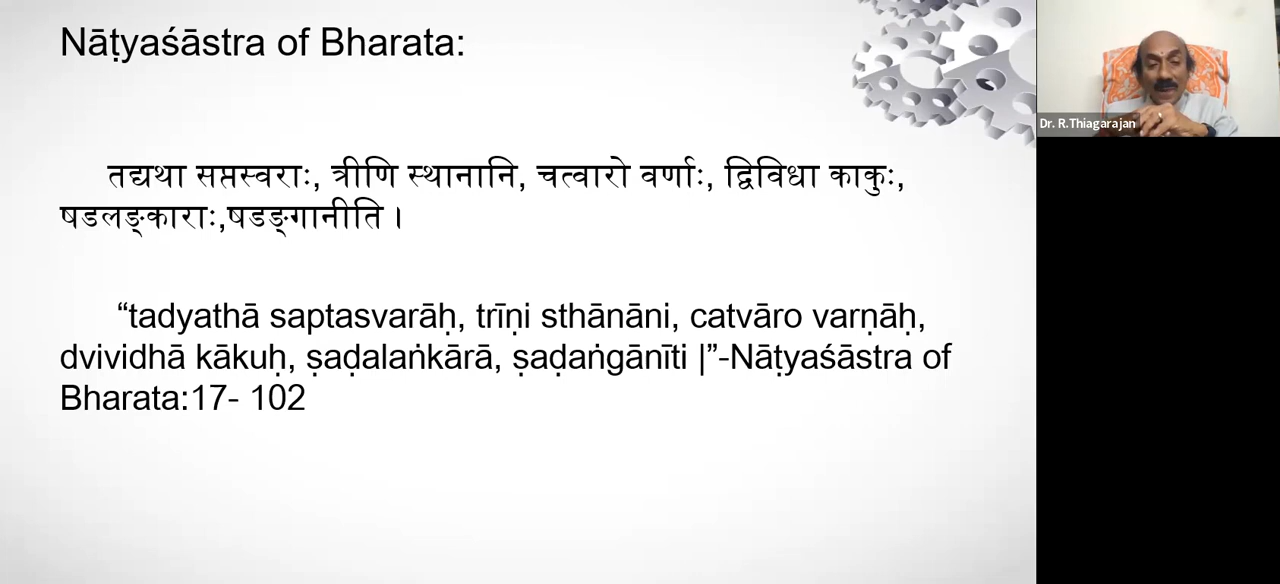 Nāṭyaśāstra of Bharata:
तद्यथा सप्तस्वराः, त्रीणि स्थानानि, चत्वारो वर्णाः, द्विविधा काकुः,
षडलङ्काराः,षडङ्गानीति ।
“tadyathā saptasvarāḥ, trīṇi sthānāni, catvāro varṇāḥ,
dvividhā kākuḥ, ṣaḍalaṅkārā, ṣaḍaṅgānīti |”-Nāṭyaśāstra of
Bharata:17- 102
Dr. R.Thiagarajan